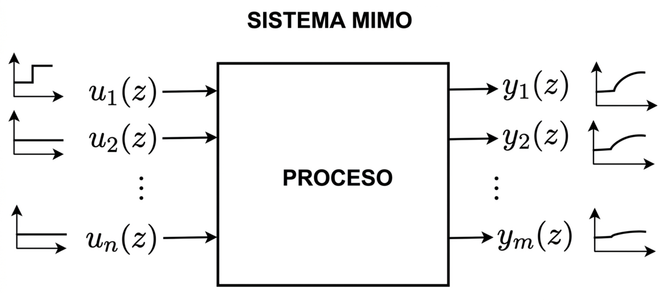 SISTEMA MIMO
u₁(z) y₁(z)
u₂(z) y₂(z)
⋮ ⋮
PROCESO
uₙ(z) yₘ(z)